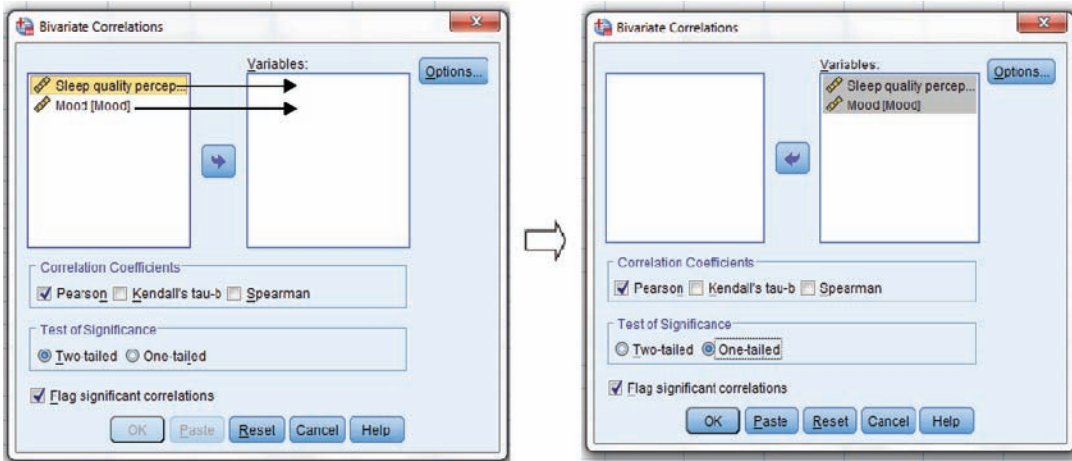 Bivariate Correlations
Variables:
Sleep quality percep...
Mood [Mood]
Options...
Correlation Coefficients
Pearson Kendall's tau-b Spearman
Test of Significance
Two-tailed One-tailed
Flag significant correlations
OK Paste Reset Cancel Help
Bivariate Correlations
Variables:
Sleep quality percep...
Mood [Mood]
Options...
Correlation Coefficients
Pearson Kendall's tau-b Spearman
Test of Significance
Two-tailed One-tailed
Flag significant correlations
OK Paste Reset Cancel Help